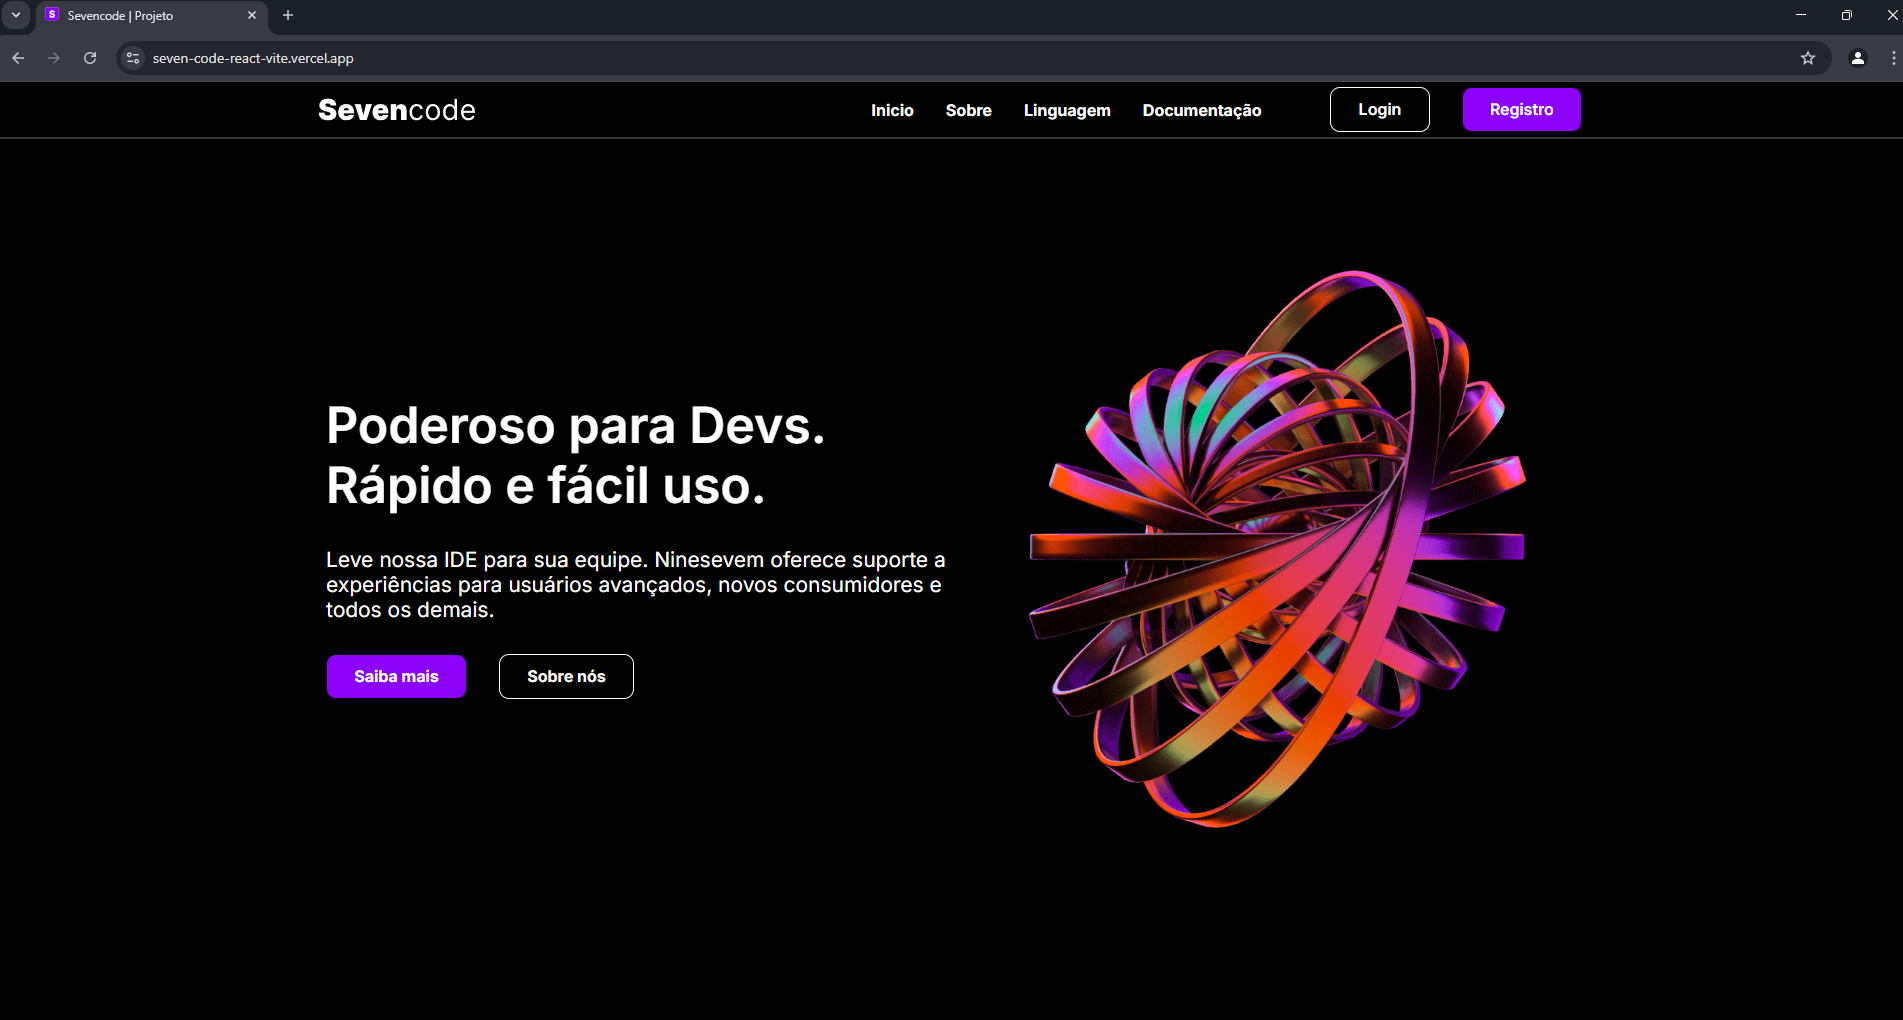 S Sevencode | Projeto
seven-code-react-vite.vercel.app
Sevencode Inicio Sobre Linguagem Documentação Login Registro
Poderoso para Devs.
Rápido e fácil uso.
Leve nossa IDE para sua equipe. Ninesevem oferece suporte a
experiências para usuários avançados, novos consumidores e
todos os demais.
Saiba mais Sobre nós